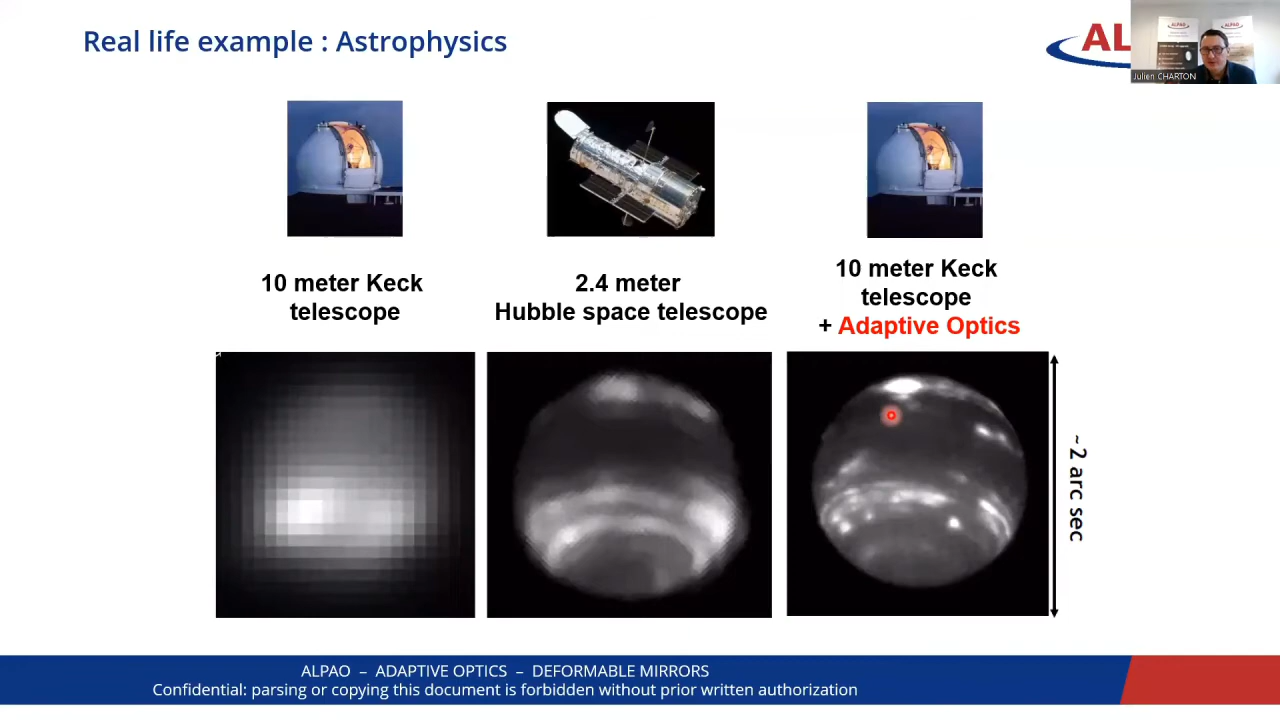 Real life example : Astrophysics
AL
ALPAO
ALPAO
Julien CHARTON
10 meter Keck
telescope
2.4 meter
Hubble space telescope
10 meter Keck
telescope
+ Adaptive Optics
~2 arc sec
ALPAO – ADAPTIVE OPTICS – DEFORMABLE MIRRORS
Confidential: parsing or copying this document is forbidden without prior written authorization